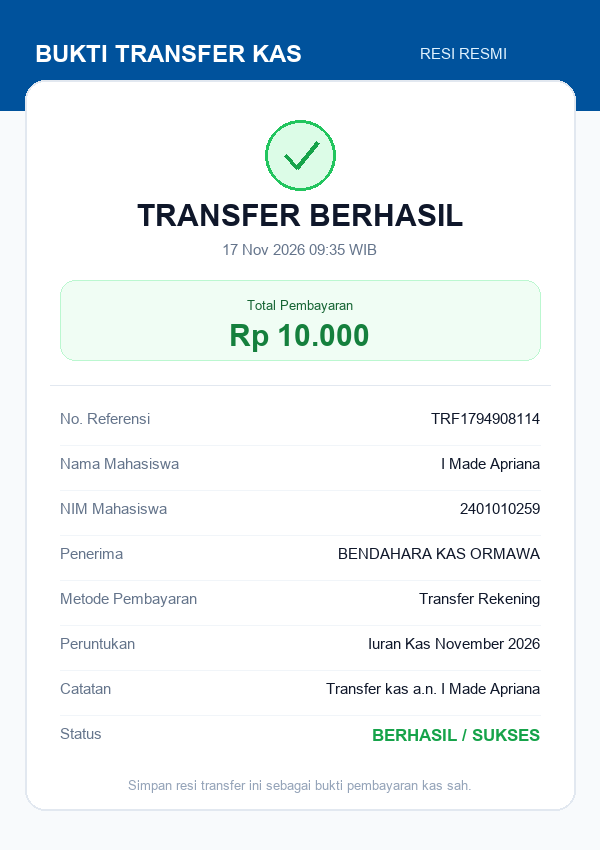 BUKTI TRANSFER KAS
RESI RESMI
TRANSFER BERHASIL
17 Nov 2026 09:35 WIB
Total Pembayaran
Rp 10.000
No. Referensi TRF1794908114
Nama Mahasiswa I Made Apriana
NIM Mahasiswa 2401010259
Penerima BENDAHARA KAS ORMAWA
Metode Pembayaran Transfer Rekening
Peruntukan Iuran Kas November 2026
Catatan Transfer kas a.n. I Made Apriana
Status BERHASIL / SUKSES
Simpan resi transfer ini sebagai bukti pembayaran kas sah.